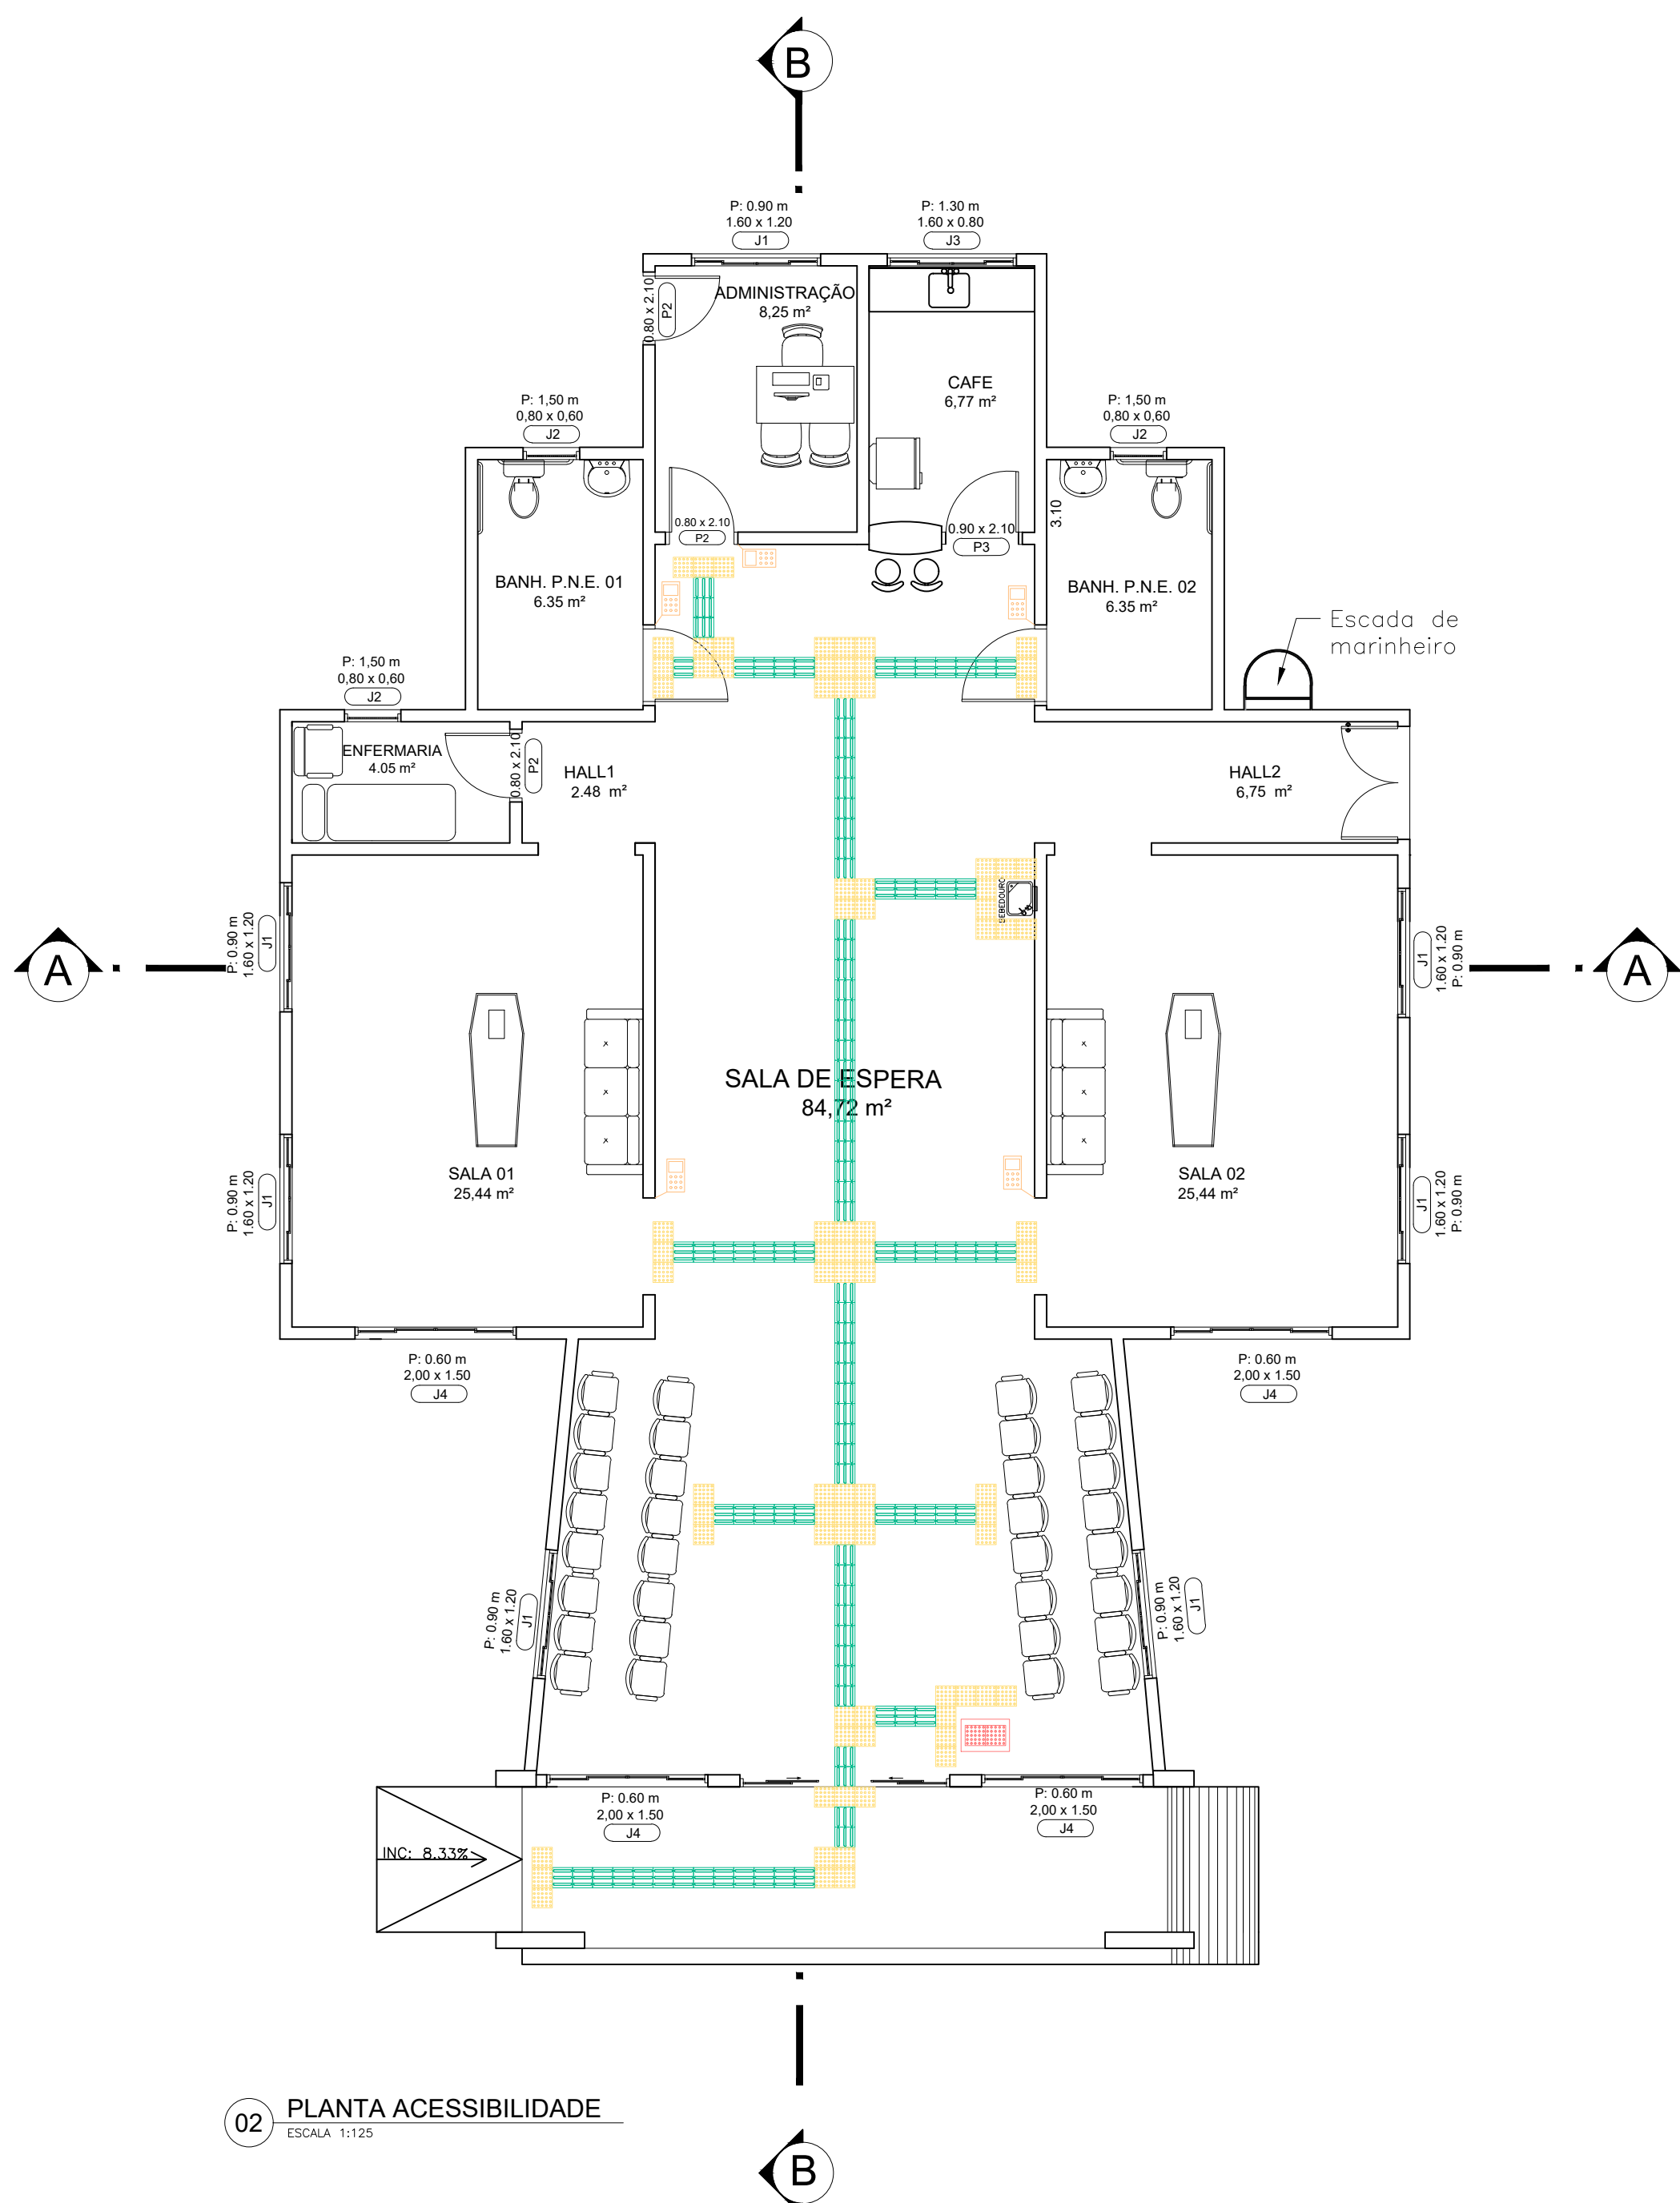 B
P: 0.90 m
1.60 x 1.20
J1
P: 1.30 m
1.60 x 0.80
J3
0.80 x 2.10
P2
ADMINISTRAÇÃO
8,25 m²
CAFE
6,77 m²
P: 1,50 m
0,80 x 0,60
J2
P: 1,50 m
0,80 x 0,60
J2
0.80 x 2.10
P2
0.90 x 2.10
P3
3.10
BANH. P.N.E. 01
6.35 m²
BANH. P.N.E. 02
6.35 m²
Escada de
marinheiro
P: 1,50 m
0,80 x 0,60
J2
ENFERMARIA
4.05 m²
0.80 x 2.10
P2
HALL1
2.48 m²
HALL2
6,75 m²
BEBEDOURO
A
P: 0.90 m
1.60 x 1.20
J1
J1
1.60 x 1.20
P: 0.90 m
A
SALA DE ESPERA
84,72 m²
SALA 01
25,44 m²
SALA 02
25,44 m²
P: 0.90 m
1.60 x 1.20
J1
J1
1.60 x 1.20
P: 0.90 m
P: 0.60 m
2,00 x 1.50
J4
P: 0.60 m
2,00 x 1.50
J4
P: 0.90 m
1.60 x 1.20
J1
P: 0.90 m
1.60 x 1.20
J1
P: 0.60 m
2,00 x 1.50
J4
P: 0.60 m
2,00 x 1.50
J4
INC: 8.33%
02
PLANTA ACESSIBILIDADE
ESCALA 1:125
B